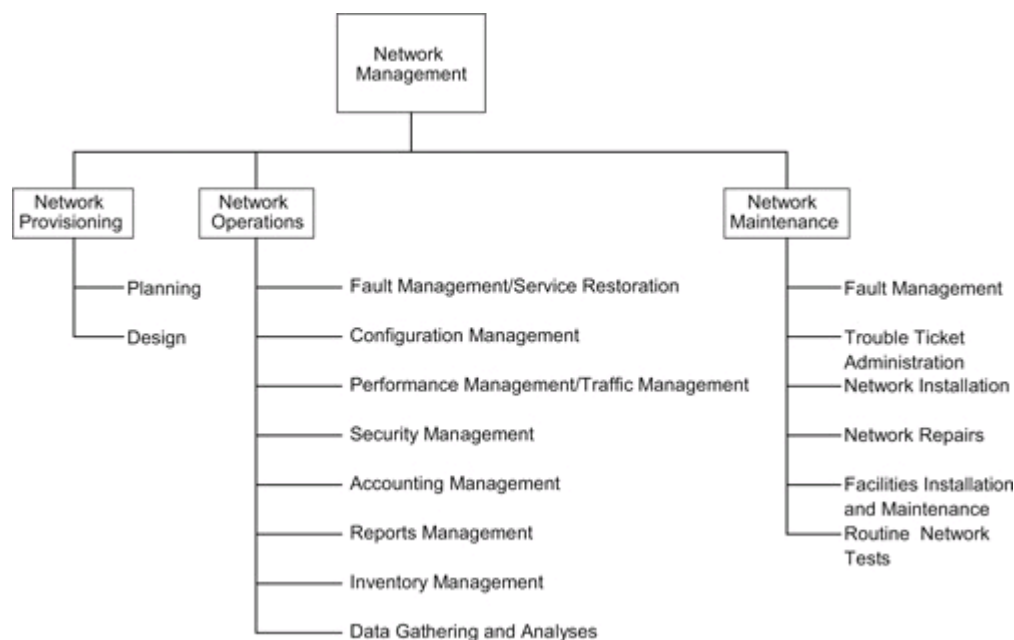 Network
Management
Network
Provisioning
Planning
Design
Network
Operations
Fault Management/Service Restoration
Configuration Management
Performance Management/Traffic Management
Security Management
Accounting Management
Reports Management
Inventory Management
Data Gathering and Analyses
Network
Maintenance
Fault Management
Trouble Ticket
Administration
Network Installation
Network Repairs
Facilities Installation
and Maintenance
Routine Network
Tests